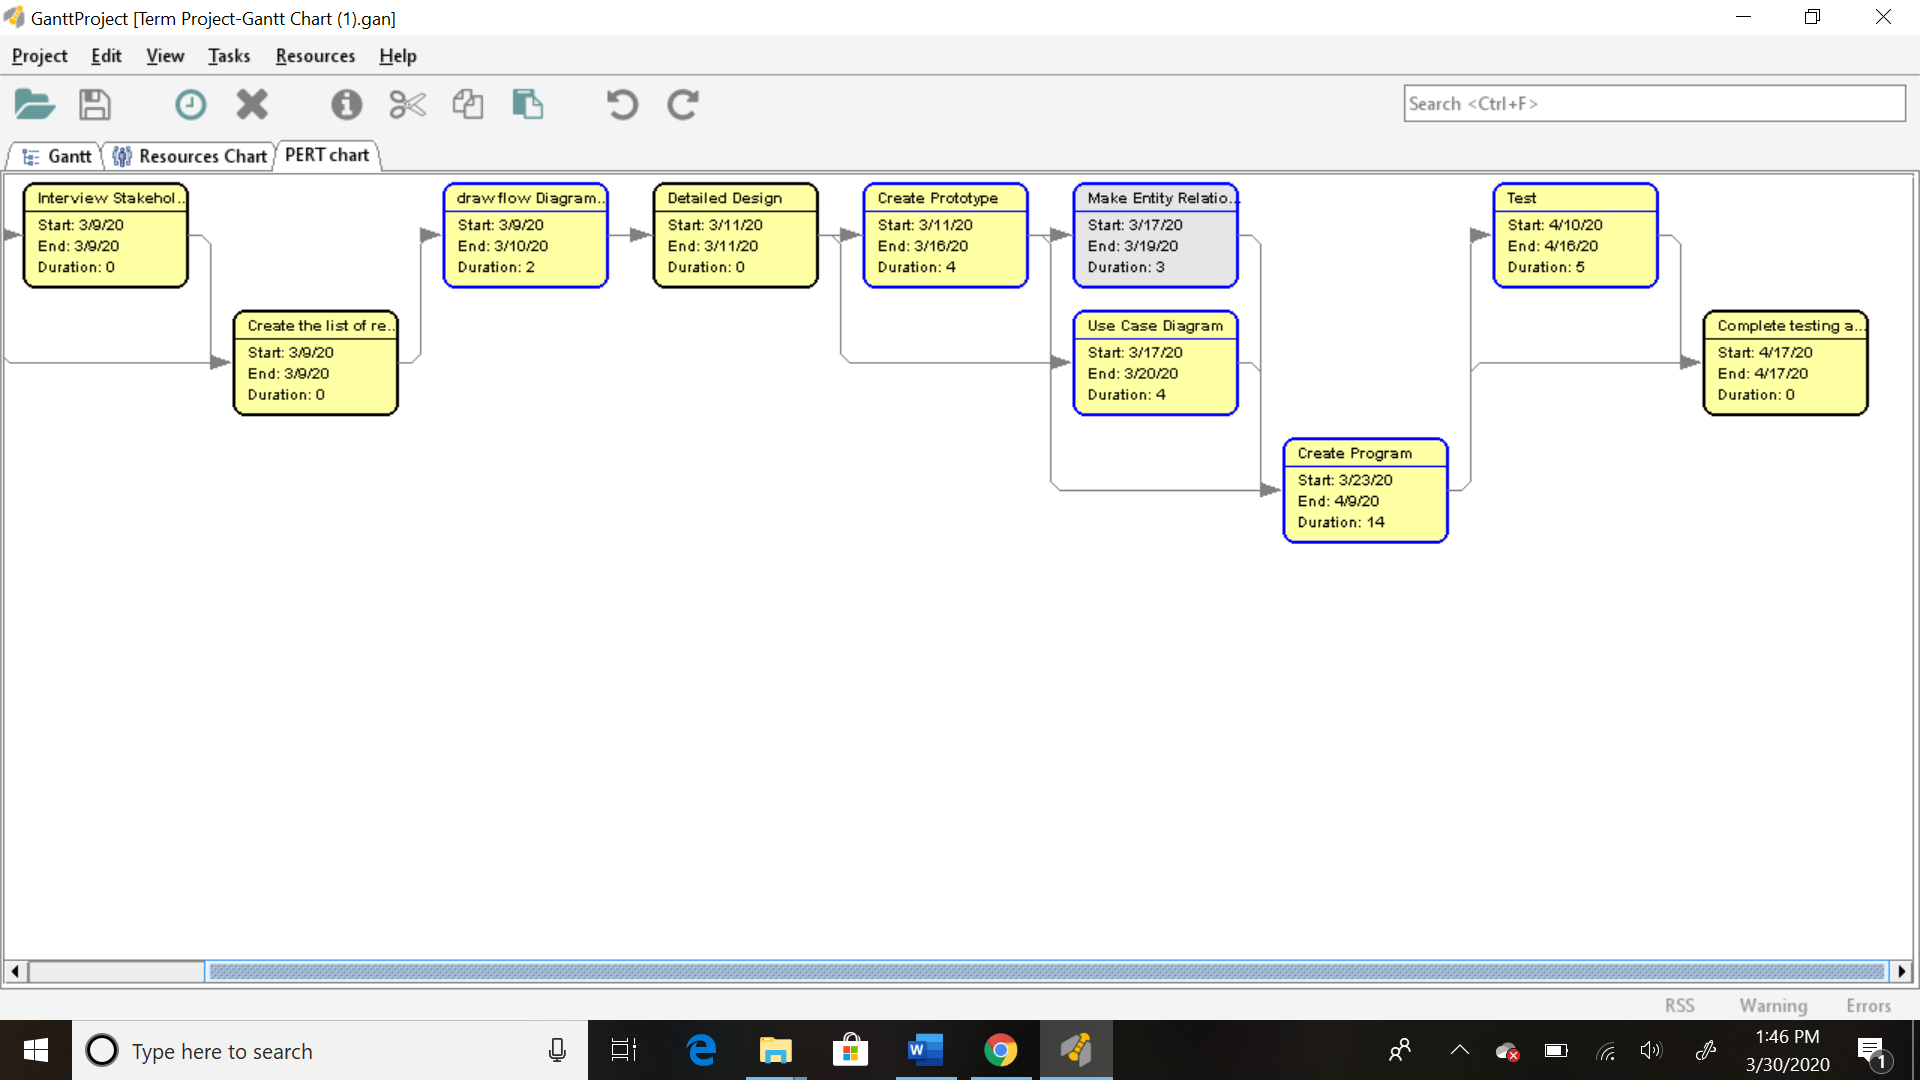 GanttProject [Term Project-Gantt Chart (1).gan]
Project Edit View Tasks Resources Help
Search <Ctrl+F>
Gantt Resources Chart PERT chart
Interview Stakehol..
Start: 3/9/20
End: 3/9/20
Duration: 0
Create the list of re..
Start: 3/9/20
End: 3/9/20
Duration: 0
draw flow Diagram..
Start: 3/9/20
End: 3/10/20
Duration: 2
Detailed Design
Start: 3/11/20
End: 3/11/20
Duration: 0
Create Prototype
Start: 3/11/20
End: 3/16/20
Duration: 4
Make Entity Relatio..
Start: 3/17/20
End: 3/19/20
Duration: 3
Use Case Diagram
Start: 3/17/20
End: 3/20/20
Duration: 4
Create Program
Start: 3/23/20
End: 4/9/20
Duration: 14
Test
Start: 4/10/20
End: 4/16/20
Duration: 5
Complete testing a..
Start: 4/17/20
End: 4/17/20
Duration: 0
RSS Warning Errors
Type here to search
1:46 PM
3/30/2020
1